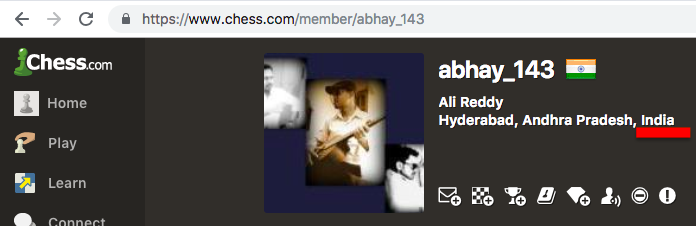 https://www.chess.com/member/abhay_143
Chess.com
abhay_143
Home
Ali Reddy
Hyderabad, Andhra Pradesh, India
Play
Learn
Connect